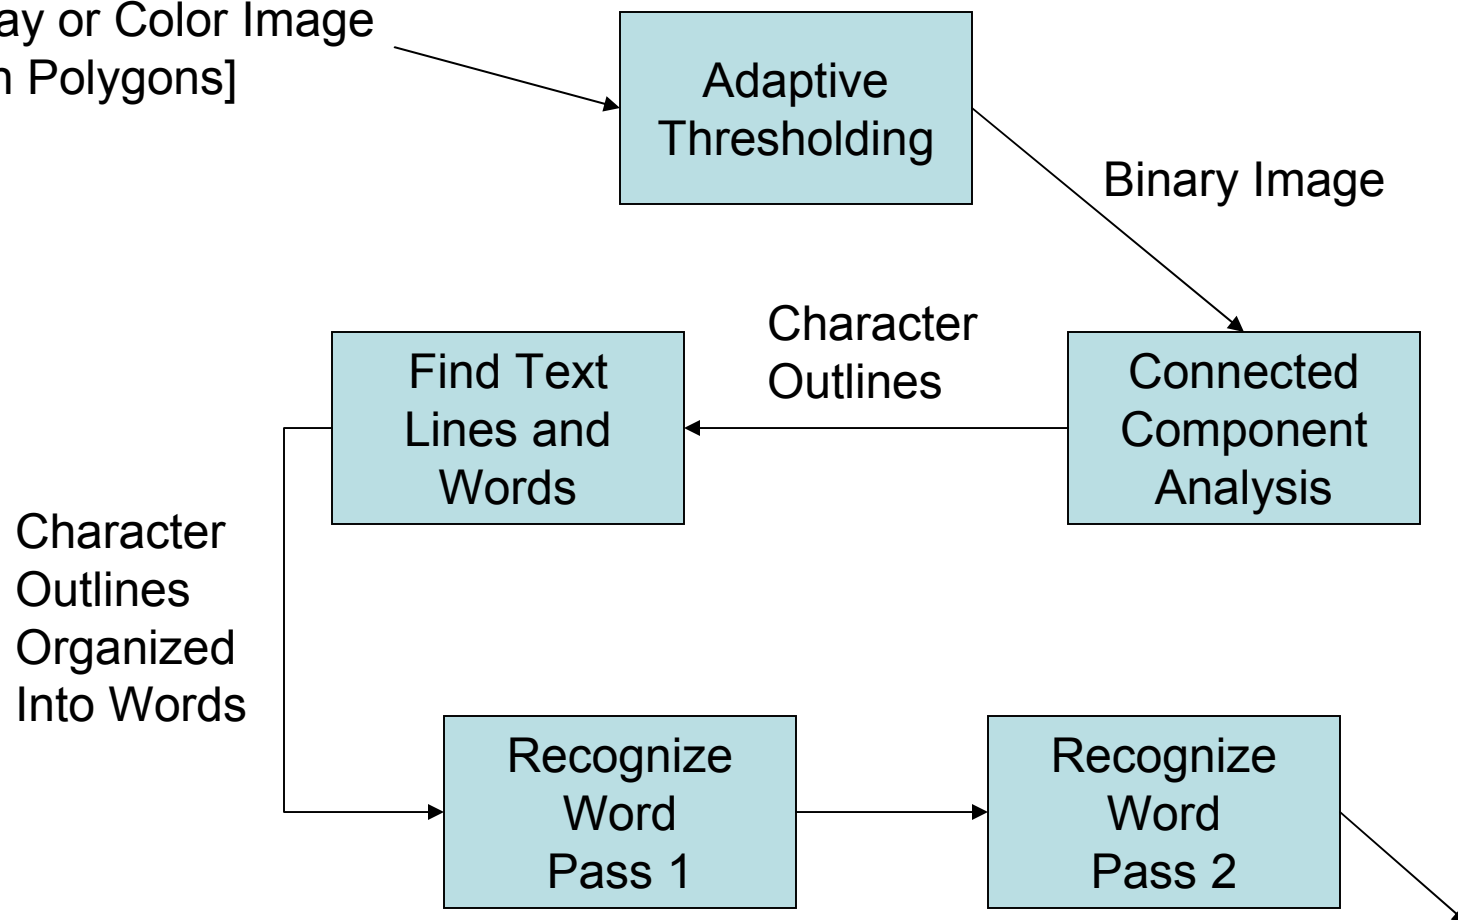 or Color Image
Polygons]
Adaptive
Thresholding
Binary Image
Character
Outlines
Find Text
Lines and
Words
Connected
Component
Analysis
Character
Outlines
Organized
Into Words
Recognize
Word
Pass 1
Recognize
Word
Pass 2